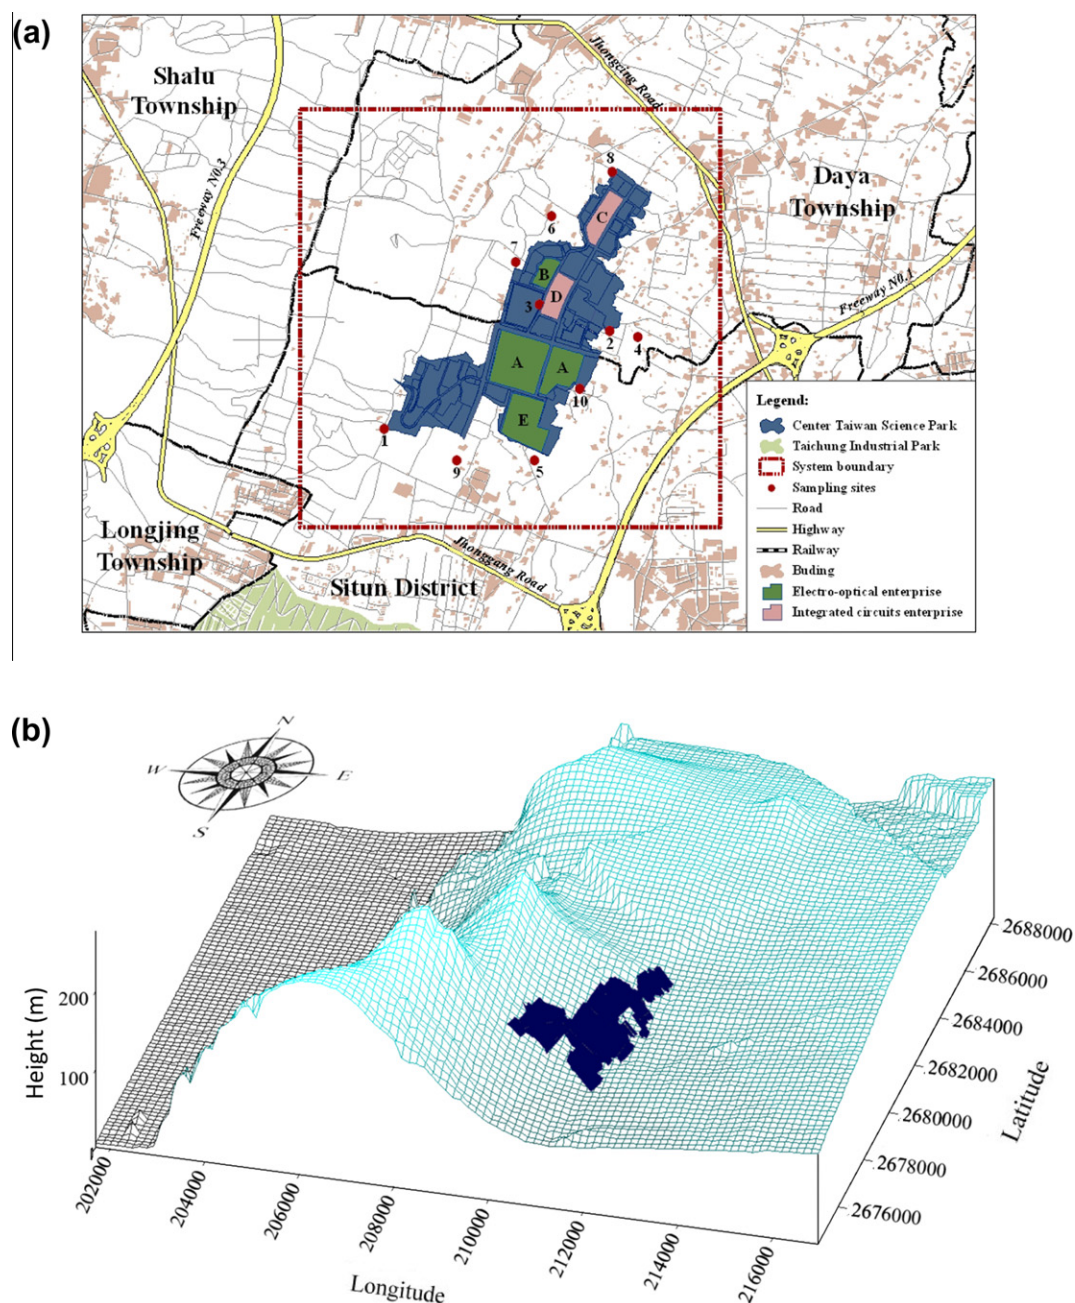 (a)
Shalu
Township
Jhongcing Road
Freeway N0.3
Daya
Township
Freeway N0.1
8
C
6
7
B
D
3
2
4
A
A
10
E
1
9
5
Longjing
Township
Jhonggang Road
Situn District
Legend:
Center Taiwan Science Park
Taichung Industrial Park
System boundary
Sampling sites
Road
Highway
Railway
Buding
Electro-optical enterprise
Integrated circuits enterprise
(b)
N
W
E
S
Height (m)
200
100
202000
204000
206000
208000
210000
212000
214000
216000
Longitude
2688000
2686000
2684000
2682000
2680000
2678000
2676000
Latitude